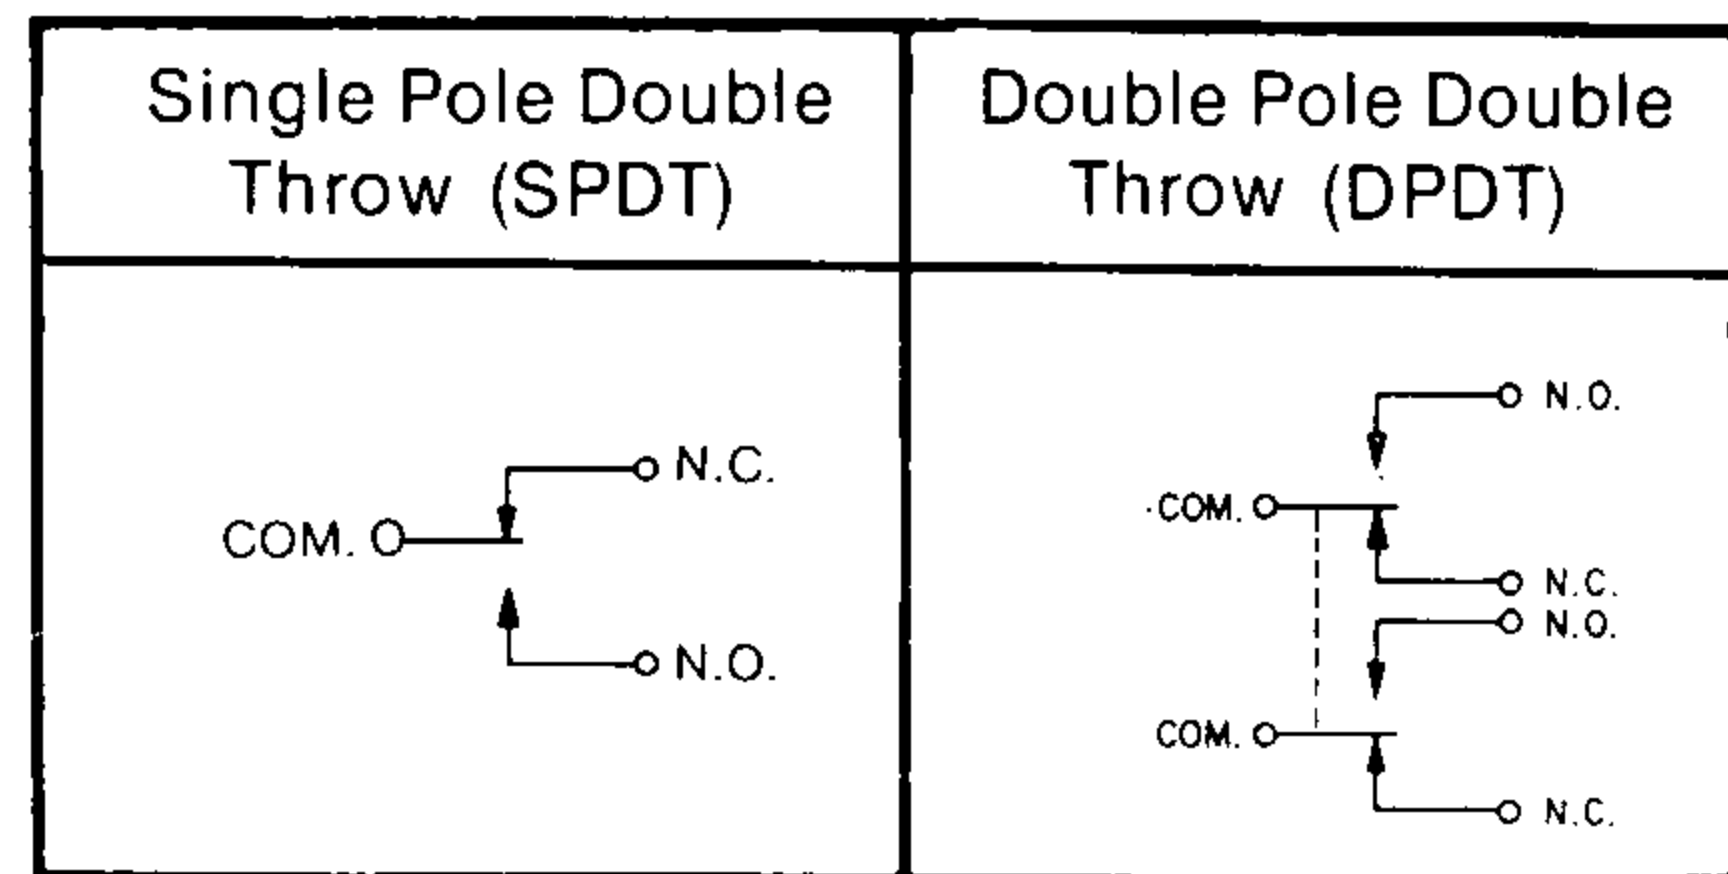 Single Pole Double
Throw (SPDT)
Double Pole Double
Throw (DPDT)
N.C.
COM.
N.O.
N.O.
COM.
N.C.
N.O.
COM.
N.C.